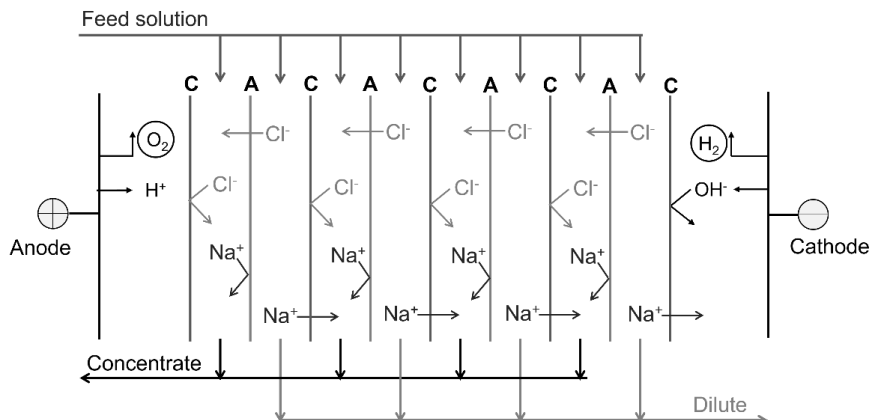 Feed solution
C A C A C A C A C
Cl⁻ Cl⁻ Cl⁻ Cl⁻
O₂ H₂
H⁺ Cl⁻ Cl⁻ Cl⁻ Cl⁻ OH⁻
Anode Cathode
Na⁺ Na⁺ Na⁺ Na⁺
Na⁺ Na⁺ Na⁺ Na⁺
Concentrate
Dilute